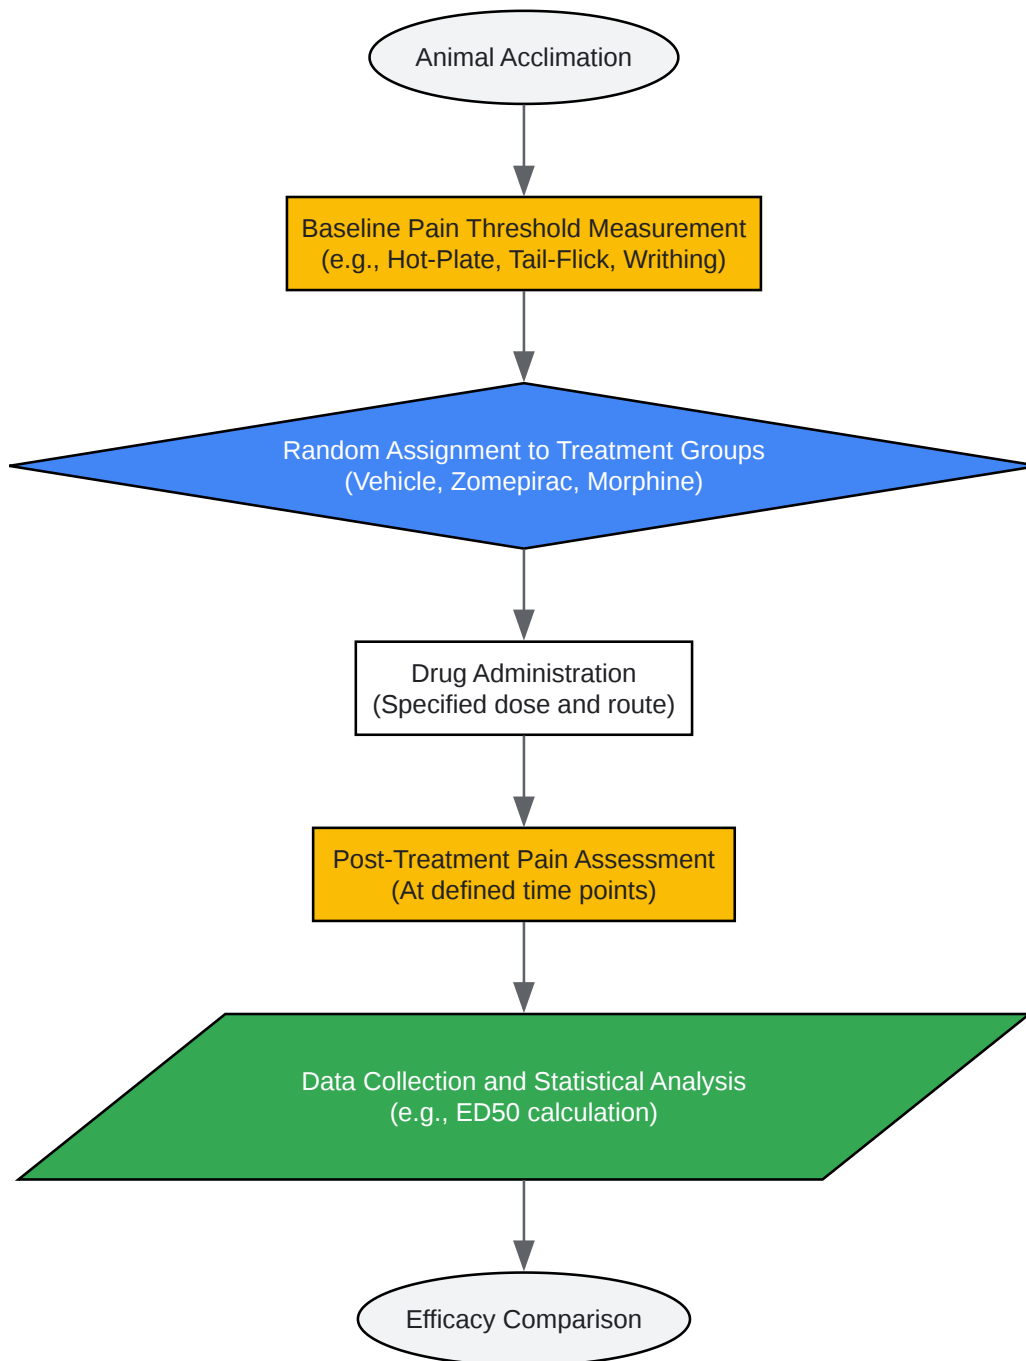 Animal Acclimation
Baseline Pain Threshold Measurement
(e.g., Hot-Plate, Tail-Flick, Writhing)
Random Assignment to Treatment Groups
(Vehicle, Zomepirac, Morphine)
Drug Administration
(Specified dose and route)
Post-Treatment Pain Assessment
(At defined time points)
Data Collection and Statistical Analysis
(e.g., ED50 calculation)
Efficacy Comparison